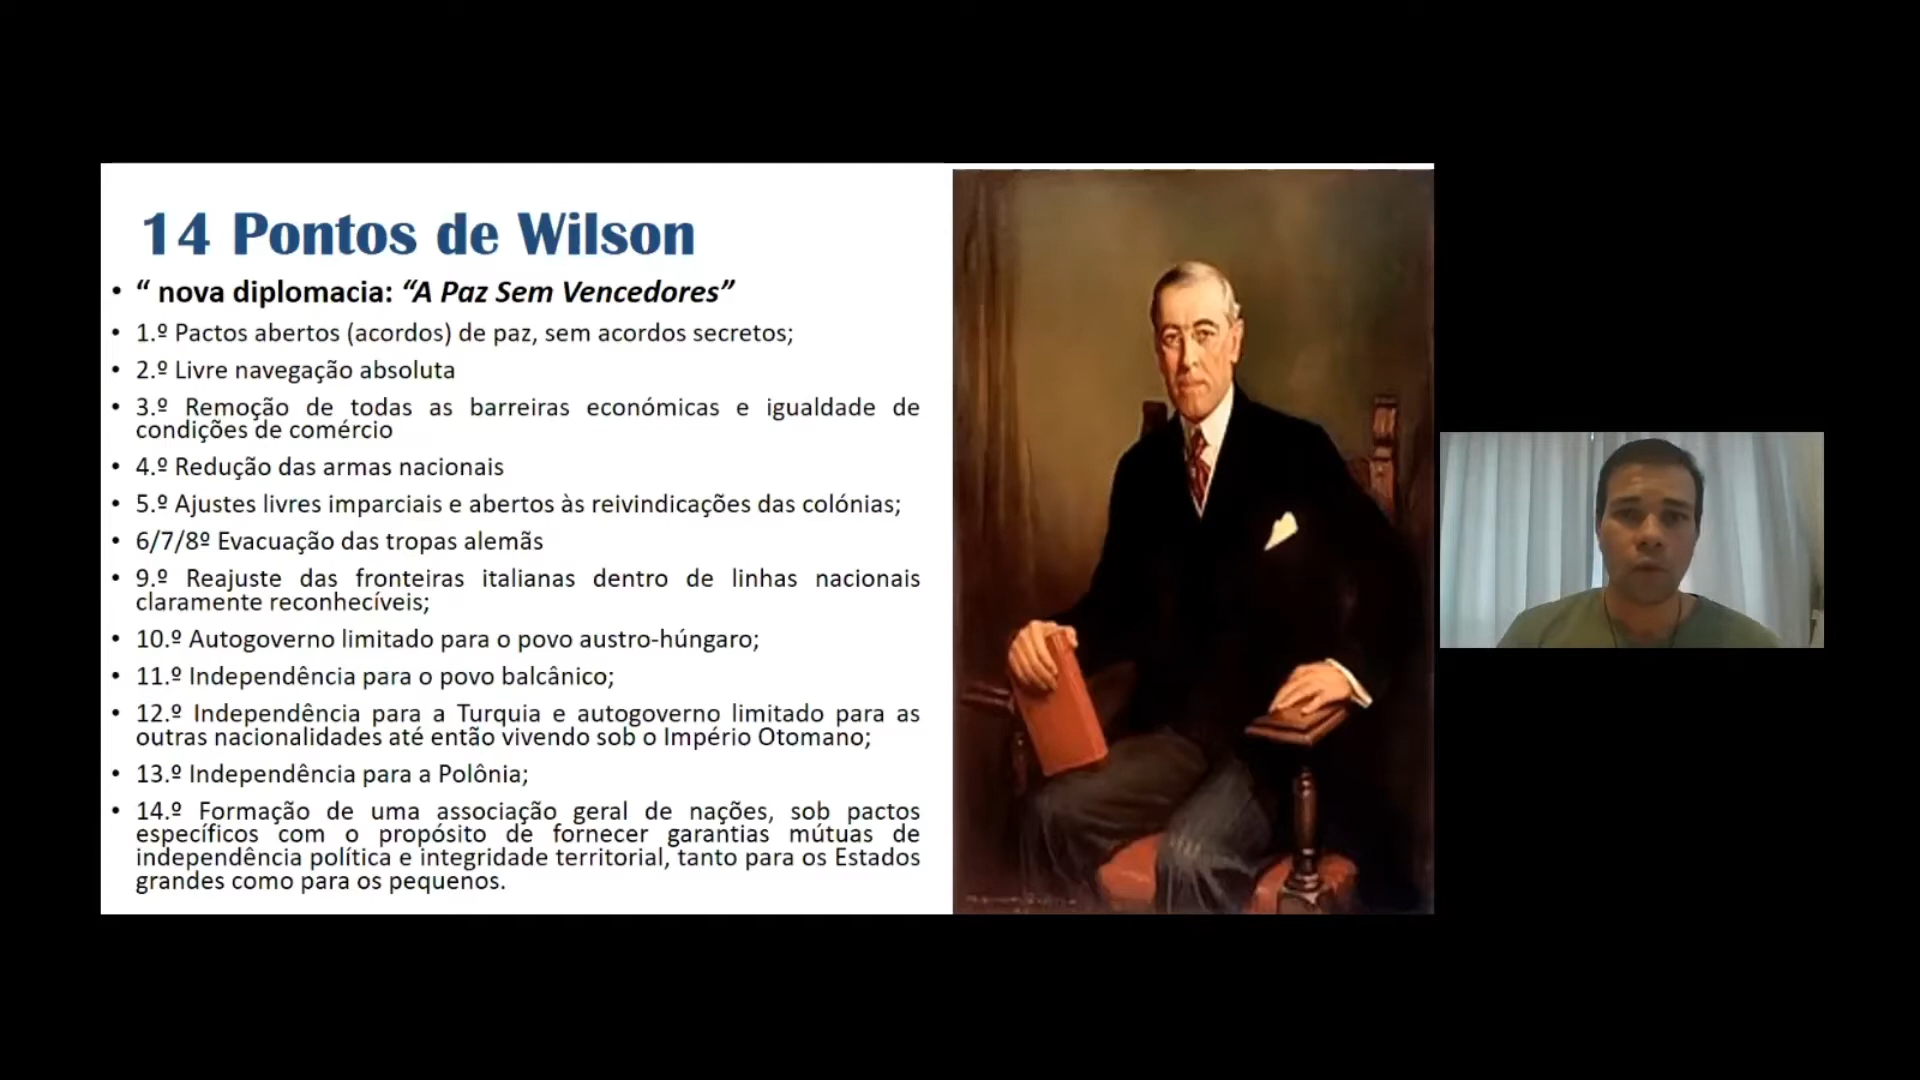 14 Pontos de Wilson
• “ nova diplomacia: “A Paz Sem Vencedores”
• 1.º Pactos abertos (acordos) de paz, sem acordos secretos;
• 2.º Livre navegação absoluta
• 3.º Remoção de todas as barreiras económicas e igualdade de
condições de comércio
• 4.º Redução das armas nacionais
• 5.º Ajustes livres imparciais e abertos às reivindicações das colónias;
• 6/7/8º Evacuação das tropas alemãs
• 9.º Reajuste das fronteiras italianas dentro de linhas nacionais
claramente reconhecíveis;
• 10.º Autogoverno limitado para o povo austro-húngaro;
• 11.º Independência para o povo balcânico;
• 12.º Independência para a Turquia e autogoverno limitado para as
outras nacionalidades até então vivendo sob o Império Otomano;
• 13.º Independência para a Polônia;
• 14.º Formação de uma associação geral de nações, sob pactos
específicos com o propósito de fornecer garantias mútuas de
independência política e integridade territorial, tanto para os Estados
grandes como para os pequenos.